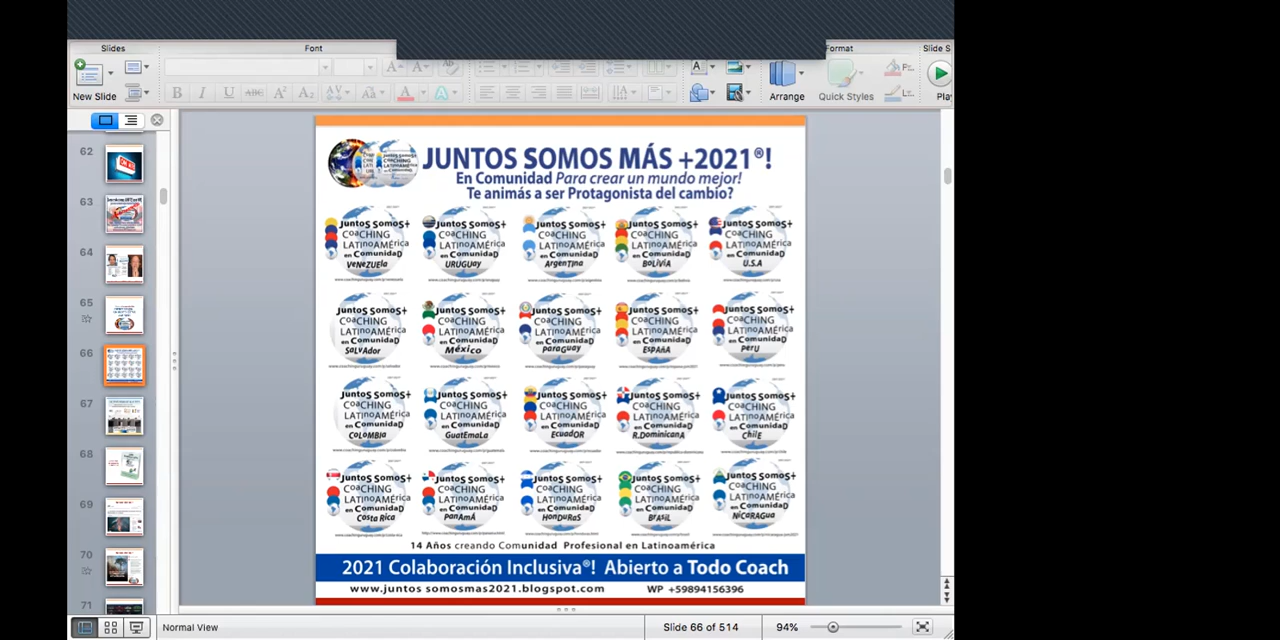 Slides
Font
Format
Slide S
New Slide
Arrange
Quick Styles
Play
62
63
64
65
66
67
68
69
70
71
JUNTOS SOMOS MÁS +2021®!
En Comunidad Para crear un mundo mejor!
Te animás a ser Protagonista del cambio?
JuntoS SomoS+
COaCHING
LATINOAMÉRICA
en ComunidaD
VeNeZUELa
JuntoS SomoS+
COaCHING
LATINOAMÉRICA
en ComunidaD
URUGUay
JuntoS SomoS+
COaCHING
LATINOAMÉRICA
en ComunidaD
ArgenTIna
JuntoS SomoS+
COaCHING
LATINOAMÉRICA
en ComunidaD
BOLIVIA
JuntoS SomoS+
COaCHING
LATINOAMÉRICA
en ComunidaD
U.S.A
JuntoS SomoS+
COaCHING
LATINOAMÉRICA
en ComunidaD
SaLVAdor
JuntoS SomoS+
COaCHING
LATINOAMÉRICA
en ComunidaD
México
JuntoS SomoS+
COaCHING
LATINOAMÉRICA
en ComunidaD
ParaGuay
JuntoS SomoS+
COaCHING
LATINOAMÉRICA
en ComunidaD
ESPAÑA
JuntoS SomoS+
COaCHING
LATINOAMÉRICA
en ComunidaD
perU
JuntoS SomoS+
COaCHING
LATINOAMÉRICA
en ComunidaD
COLOMbIa
JuntoS SomoS+
COaCHING
LATINOAMÉRICA
en ComunidaD
GuaTEMaLa
JuntoS SomoS+
COaCHING
LATINOAMÉRICA
en ComunidaD
EcuadOR
JuntoS SomoS+
COaCHING
LATINOAMÉRICA
en ComunidaD
R.DominicanA
JuntoS SomoS+
COaCHING
LATINOAMÉRICA
en ComunidaD
ChILE
JuntoS SomoS+
COaCHING
LATINOAMÉRICA
en ComunidaD
Costa Rica
JuntoS SomoS+
COaCHING
LATINOAMÉRICA
en ComunidaD
PanAmÁ
JuntoS SomoS+
COaCHING
LATINOAMÉRICA
en ComunidaD
HonDuRaS
JuntoS SomoS+
COaCHING
LATINOAMÉRICA
en ComunidaD
BrASIL
JuntoS SomoS+
COaCHING
LATINOAMÉRICA
en ComunidaD
NICARAGua
14 Años creando Comunidad Profesional en Latinoamérica
2021 Colaboración Inclusiva®! Abierto a Todo Coach
www.juntos somosmas2021.blogspot.com WP +59894156396
Normal View
Slide 66 of 514
94%